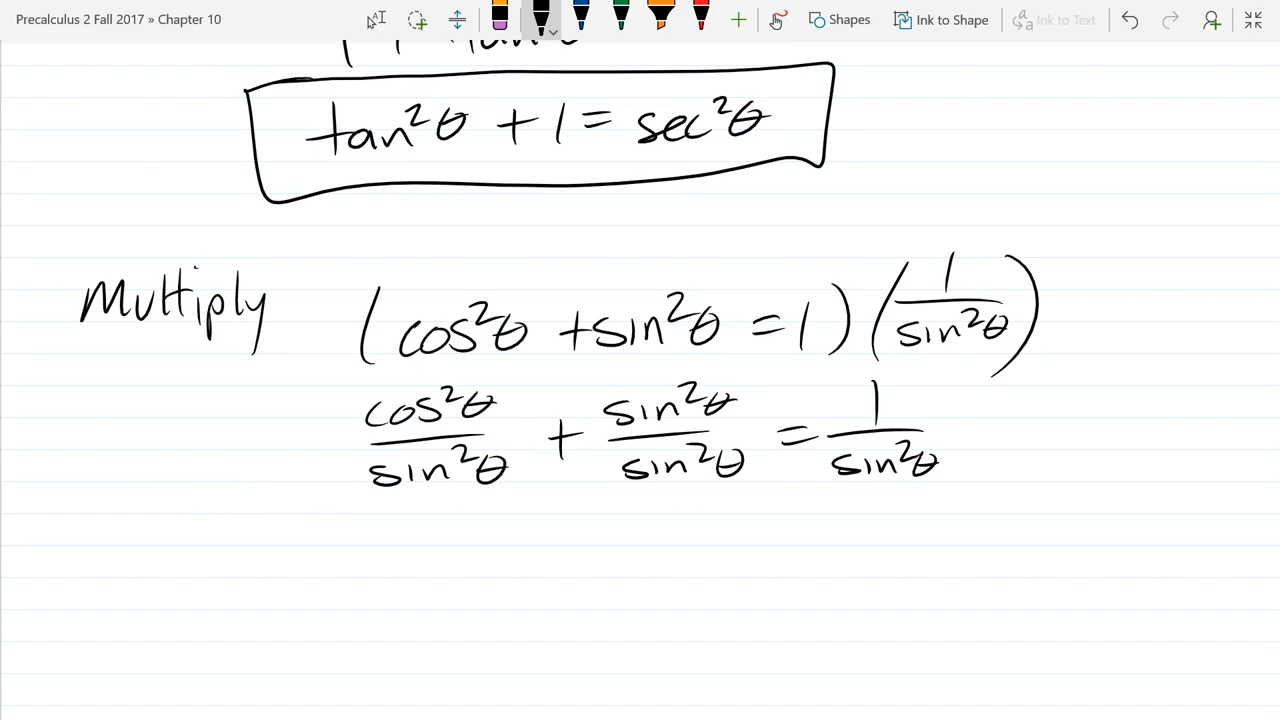 Precalculus 2 Fall 2017 » Chapter 10 Shapes Ink to Shape Ink to Text
tan²θ + 1 = sec²θ
Multiply (cos²θ + sin²θ = 1)(1/sin²θ)
cos²θ/sin²θ + sin²θ/sin²θ = 1/sin²θ